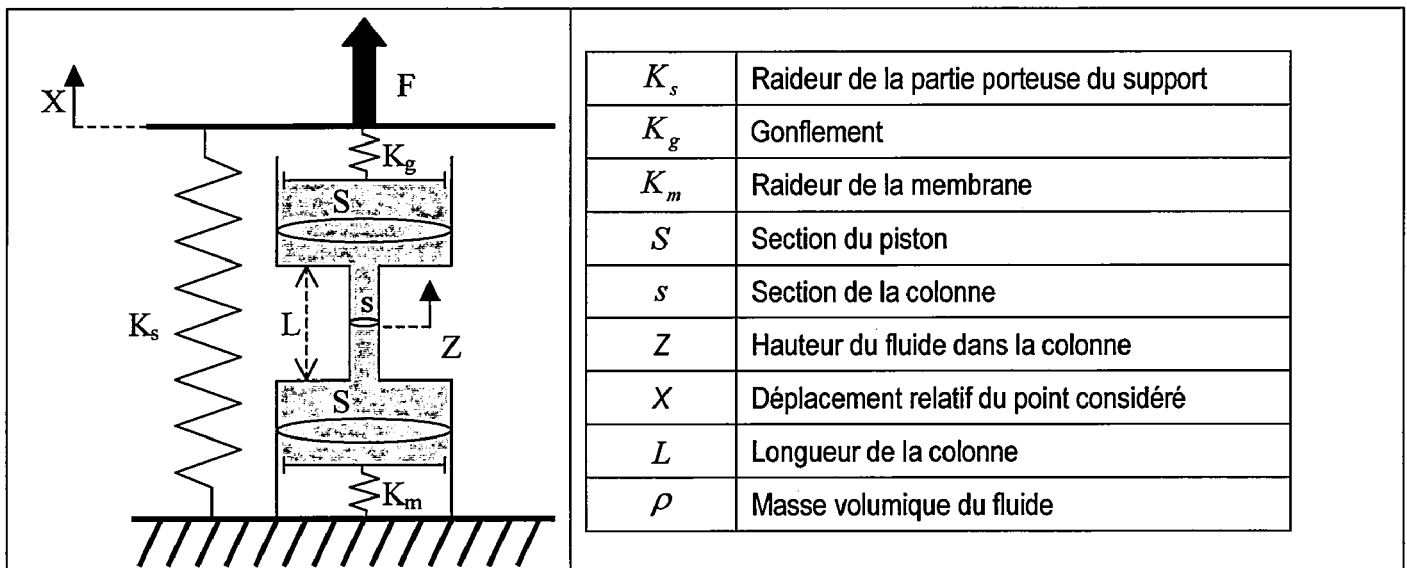 X
F
K_g
S
K_s
L
s
Z
S
K_m
K_s Raideur de la partie porteuse du support
K_g Gonflement
K_m Raideur de la membrane
S Section du piston
s Section de la colonne
Z Hauteur du fluide dans la colonne
X Déplacement relatif du point considéré
L Longueur de la colonne
ρ Masse volumique du fluide